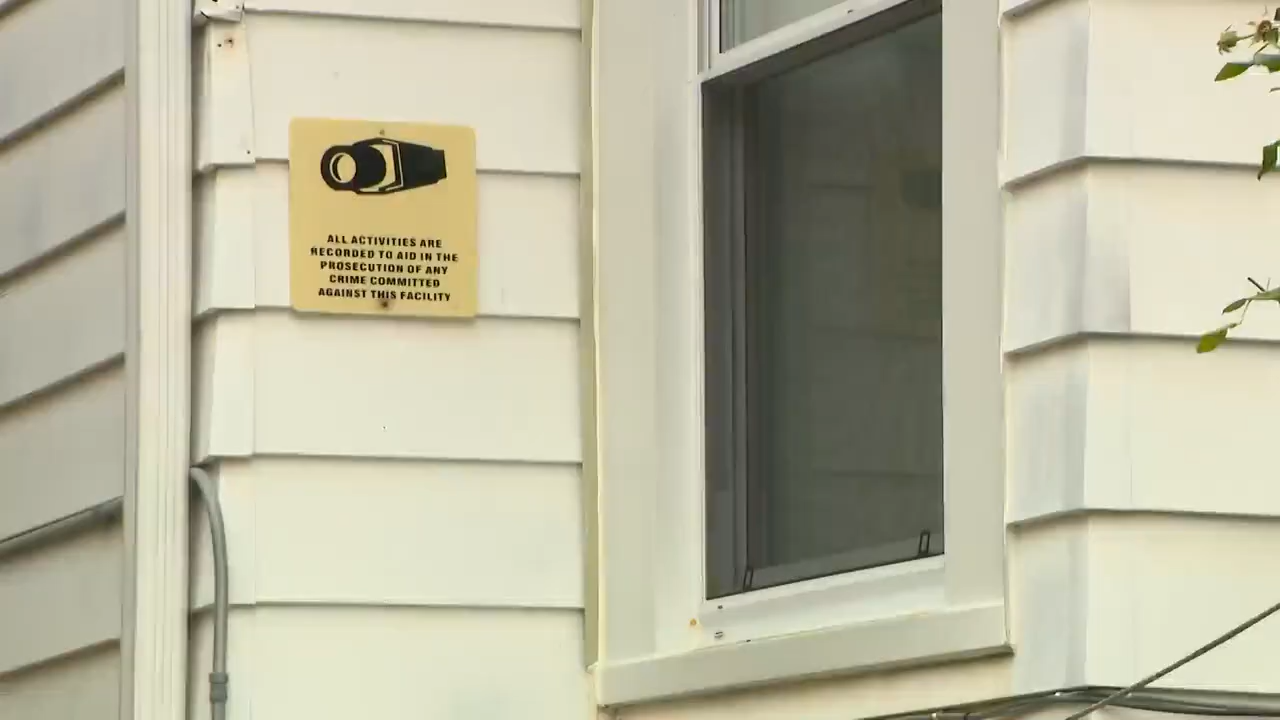 ALL ACTIVITIES ARE
RECORDED TO AID IN THE
PROSECUTION OF ANY
CRIME COMMITTED
AGAINST THIS FACILITY